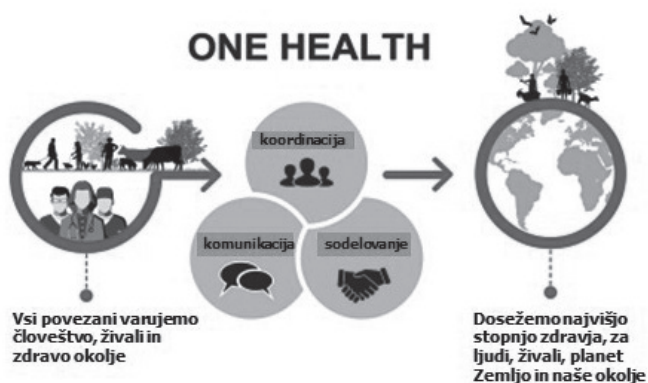 ONE HEALTH
koordinacija
komunikacija
sodelovanje
Vsi povezani varujemo
človeštvo, živali in
zdravo okolje
Dosežemo najvišjo
stopnjo zdravja, za
ljudi, živali, planet
Zemljo in naše okolje